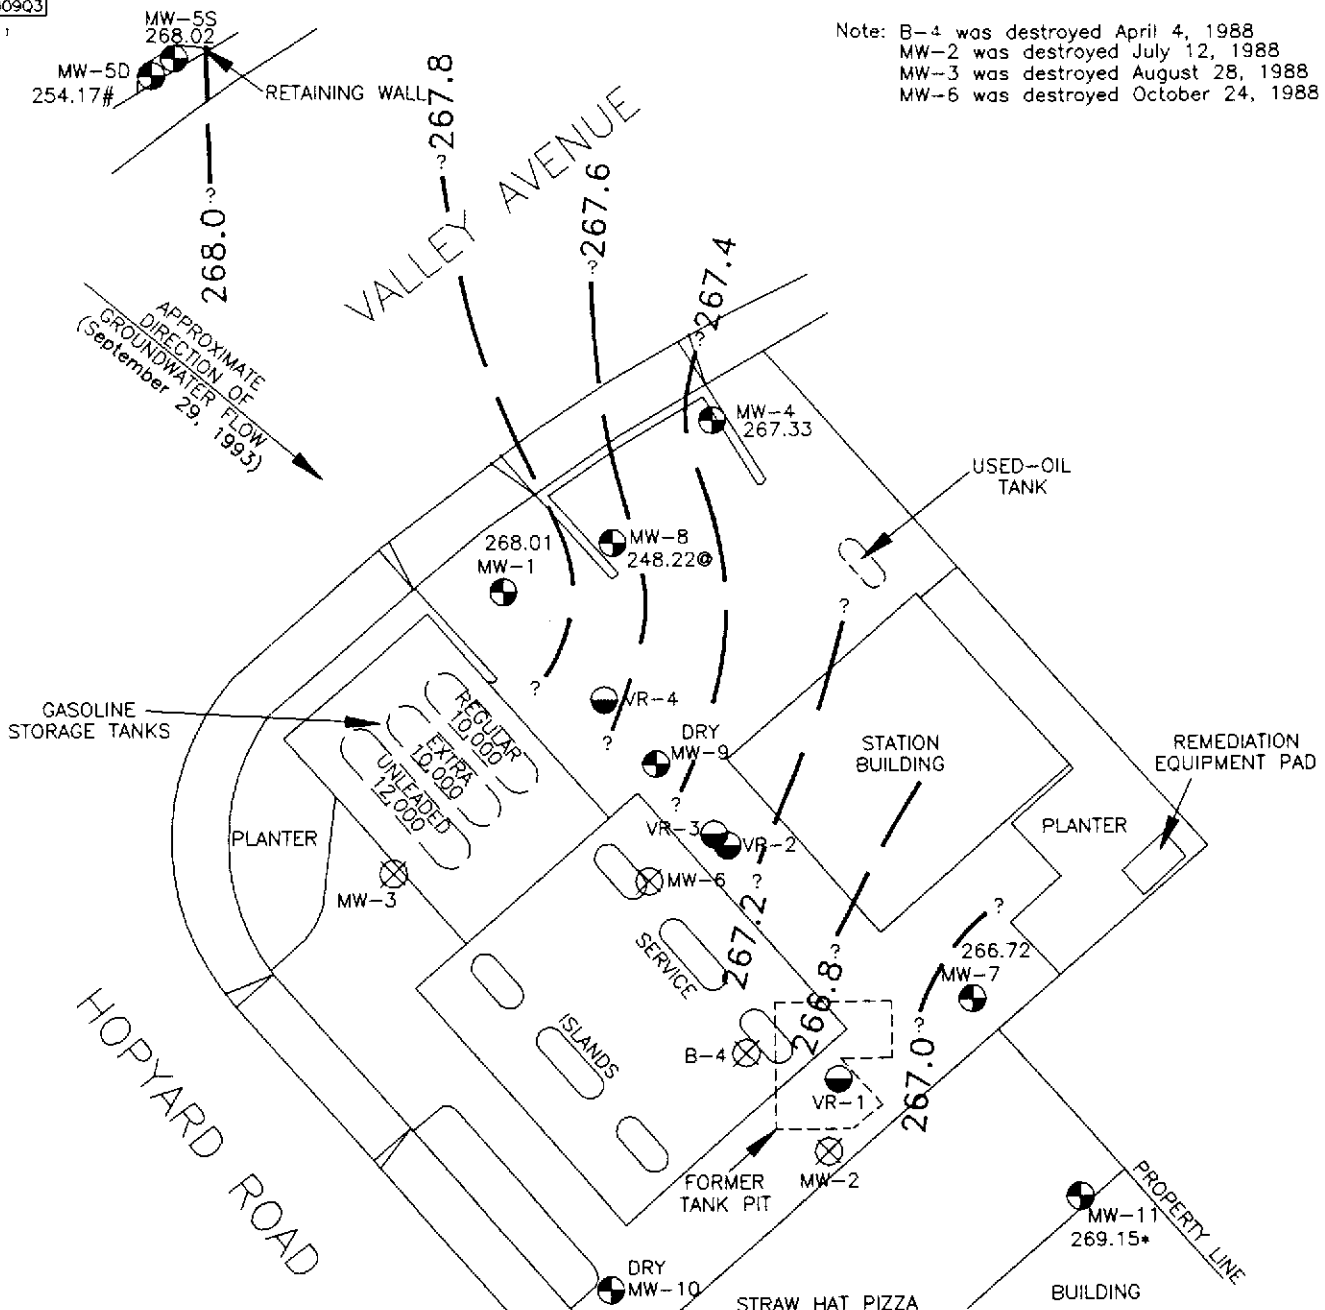 MW-5S
268.02
MW-5D
254.17#
RETAINING WALL
Note: B-4 was destroyed April 4, 1988
MW-2 was destroyed July 12, 1988
MW-3 was destroyed August 28, 1988
MW-6 was destroyed October 24, 1988
?
268.0
267.8
?
VALLEY AVENUE
267.6
?
267.4
?
APPROXIMATE
DIRECTION OF
GROUNDWATER FLOW
(September 29, 1993)
MW-4
267.33
USED-OIL
TANK
268.01
MW-1
MW-8
248.22@
?
?
VR-4
?
DRY
MW-9
?
GASOLINE
STORAGE TANKS
REGULAR
10,000
EXTRA
10,000
UNLEADED
12,000
STATION
BUILDING
REMEDIATION
EQUIPMENT PAD
PLANTER
PLANTER
VR-3
VR-2
MW-6
MW-3
?
267.2
?
266.8
?
266.72
MW-7
?
267.0
SERVICE
ISLANDS
B-4
VR-1
FORMER
TANK PIT
MW-2
HOPYARD ROAD
PROPERTY LINE
MW-11
269.15*
DRY
MW-10
STRAW HAT PIZZA
BUILDING